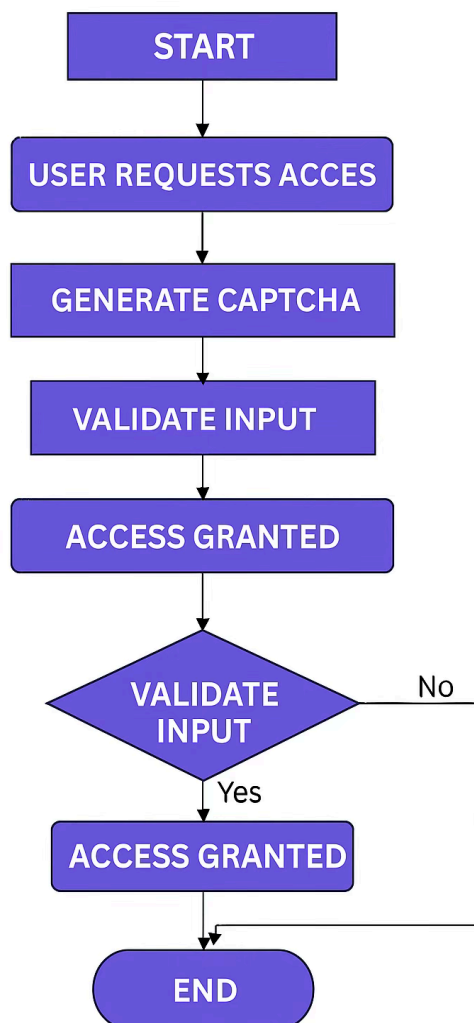 START
USER REQUESTS ACCES
GENERATE CAPTCHA
VALIDATE INPUT
ACCESS GRANTED
VALIDATE
INPUT
No
Yes
ACCESS GRANTED
END